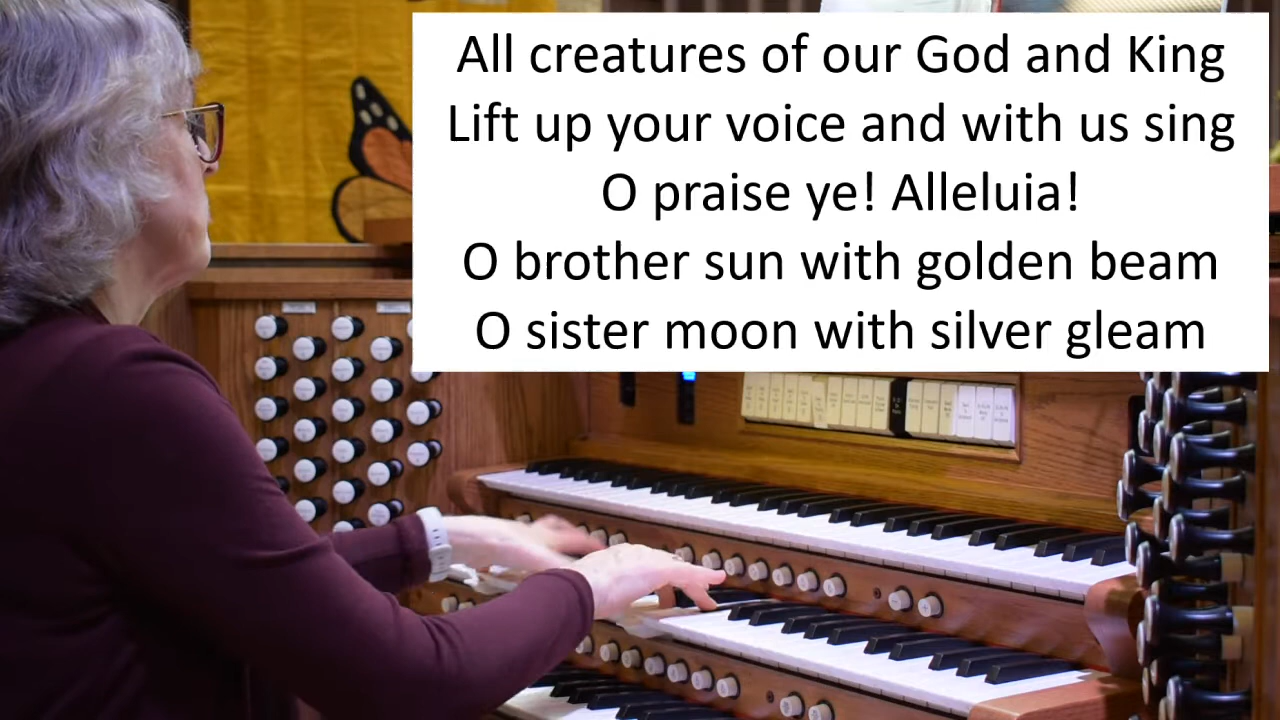 All creatures of our God and King
Lift up your voice and with us sing
O praise ye! Alleluia!
O brother sun with golden beam
O sister moon with silver gleam